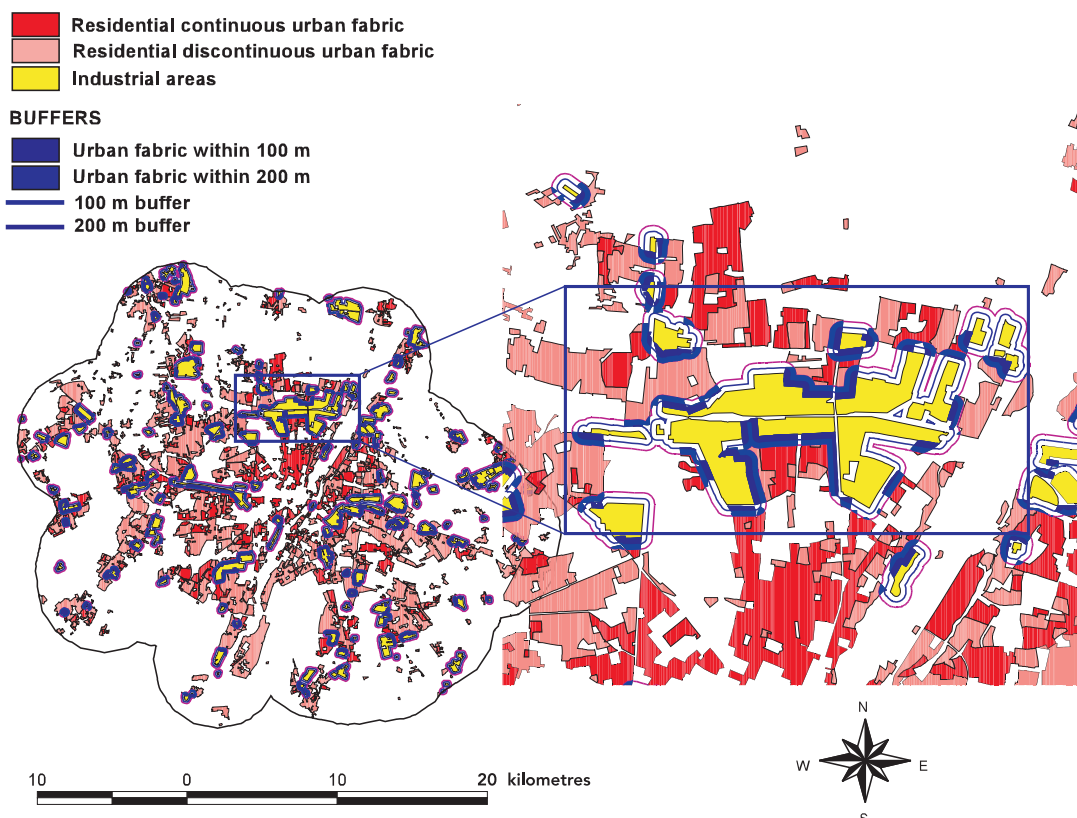 Residential continuous urban fabric
Residential discontinuous urban fabric
Industrial areas
BUFFERS
Urban fabric within 100 m
Urban fabric within 200 m
100 m buffer
200 m buffer
N
W E
S
10 0 10 20 kilometres